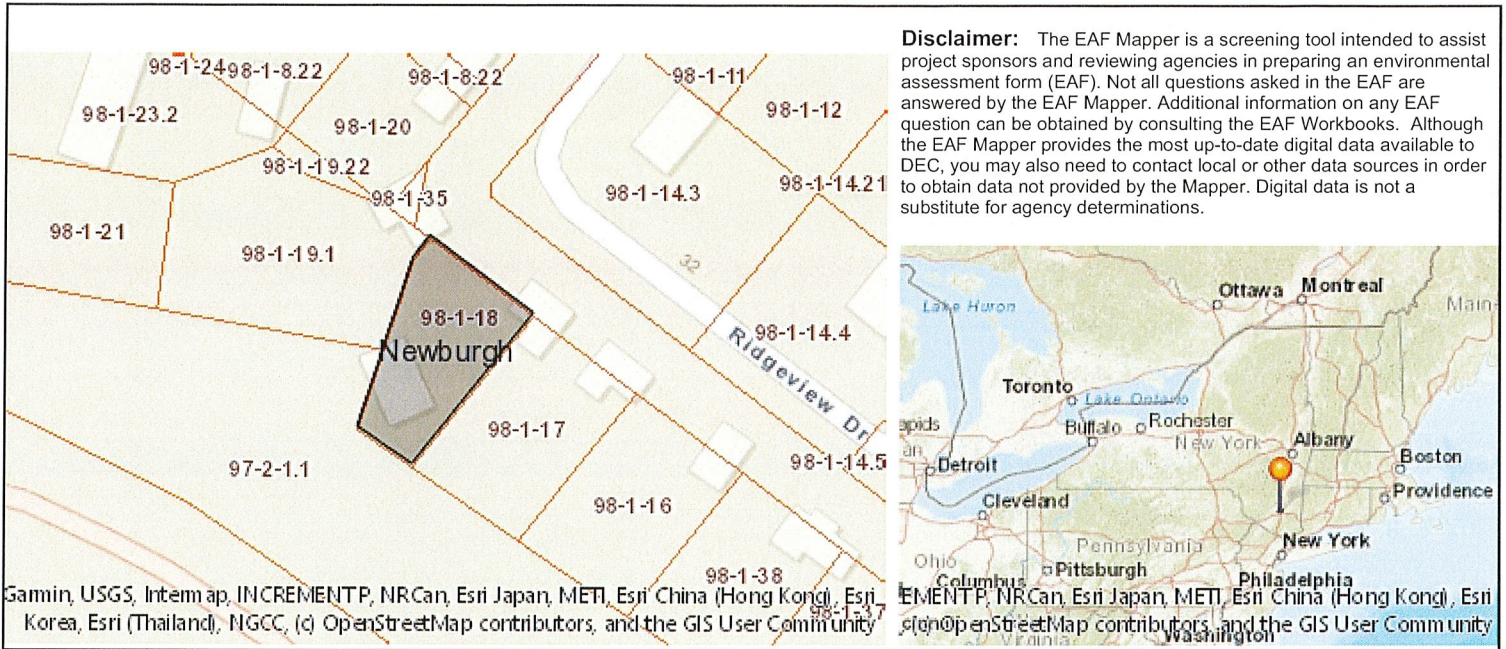 98-1-24
98-1-8.22
98-1-8.22
98-1-11
98-1-23.2
98-1-20
98-1-12
98-1-19.22
98-1-35
98-1-14.3
98-1-14.21
98-1-21
98-1-19.1
32
98-1-18
Newburgh
98-1-14.4
Ridgeview Dr
98-1-17
98-1-14.5
97-2-1.1
98-1-16
98-1-38
98-1-37
Garmin, USGS, Intermap, INCREMENT P, NRCan, Esri Japan, METI, Esri China (Hong Kong), Esri
Korea, Esri (Thailand), NGCC, (c) OpenStreetMap contributors, and the GIS User Community
Disclaimer: The EAF Mapper is a screening tool intended to assist
project sponsors and reviewing agencies in preparing an environmental
assessment form (EAF). Not all questions asked in the EAF are
answered by the EAF Mapper. Additional information on any EAF
question can be obtained by consulting the EAF Workbooks. Although
the EAF Mapper provides the most up-to-date digital data available to
DEC, you may also need to contact local or other data sources in order
to obtain data not provided by the Mapper. Digital data is not a
substitute for agency determinations.
Ottawa
Montreal
Lake Huron
Main
Toronto
Lake Ontario
apids
Buffalo
Rochester
New York
Albany
an
Detroit
Boston
Providence
Cleveland
New York
Pennsylvania
Ohio
Pittsburgh
Columbus
Philadelphia
EMENT P, NRCan, Esri Japan, METI, Esri China (Hong Kong), Esri
(c) OpenStreetMap contributors, and the GIS User Community
Virginia
Washington